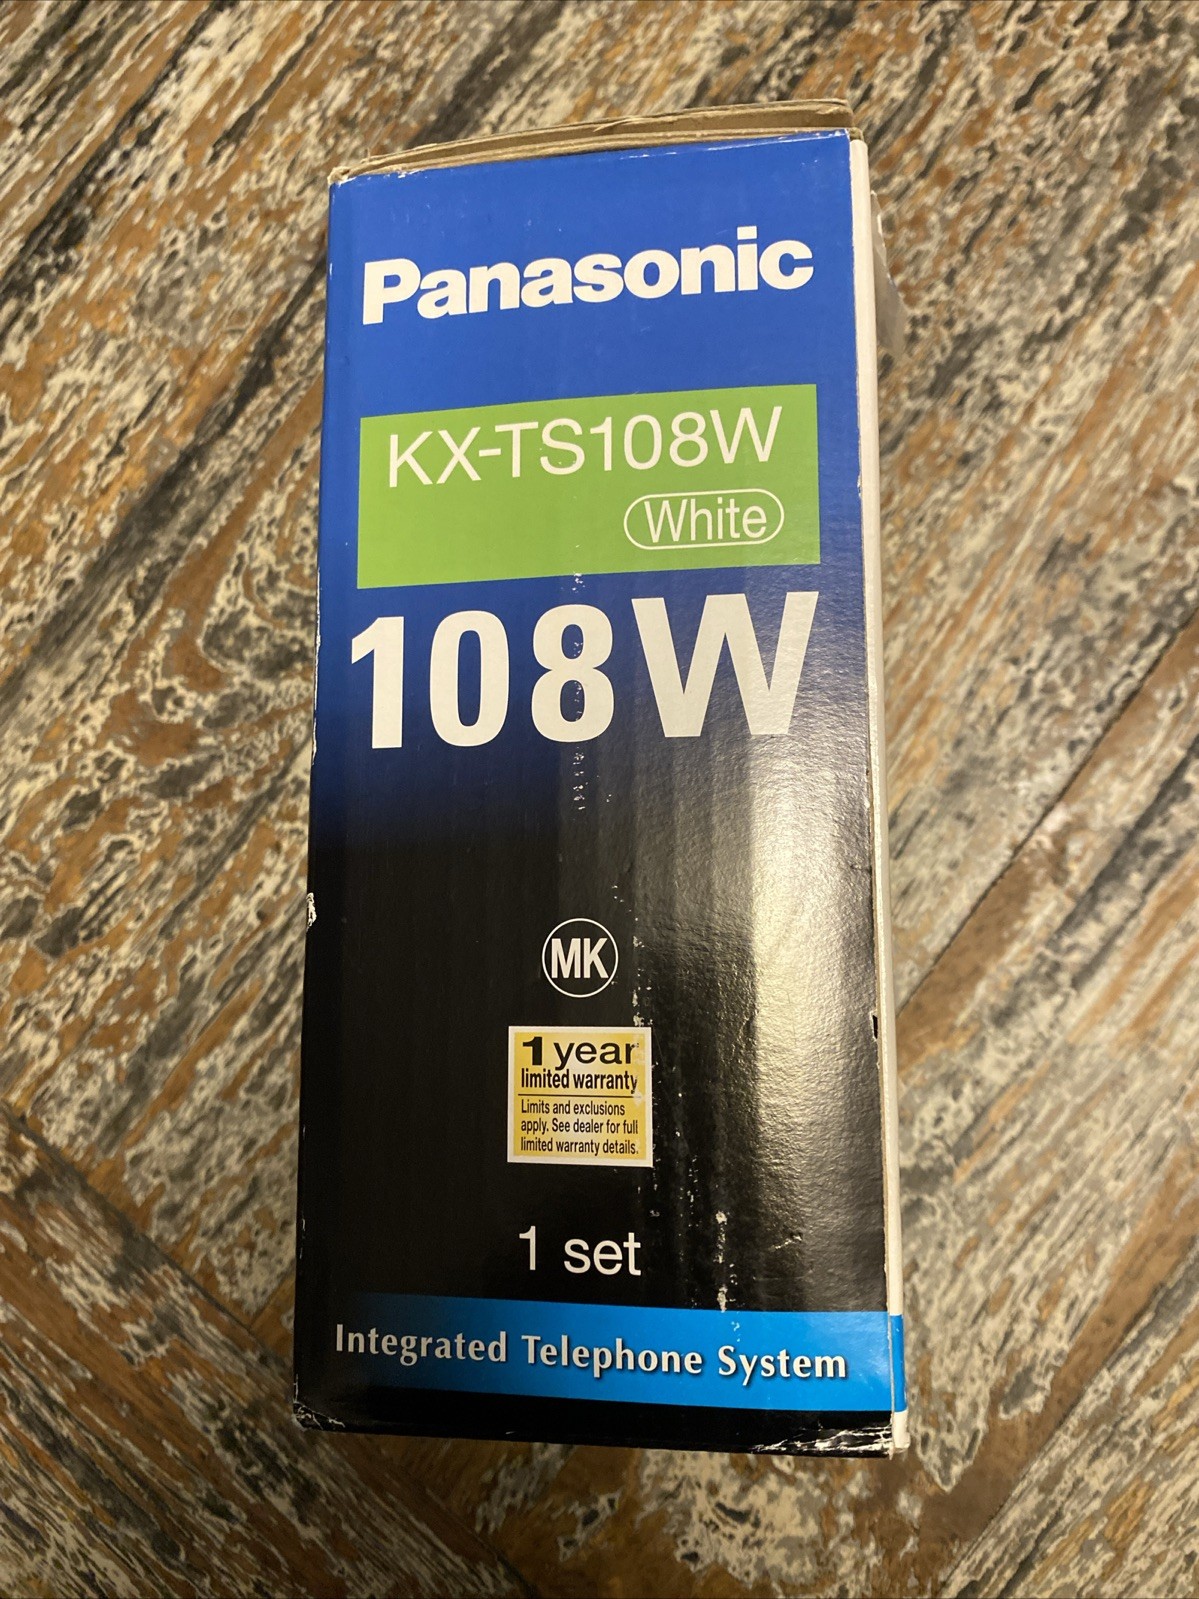 Panasonic
KX-TS108W
White
108W
MK
1 year
limited warranty
Limits and exclusions
apply. See dealer for full
limited warranty details.
1 set
Integrated Telephone System